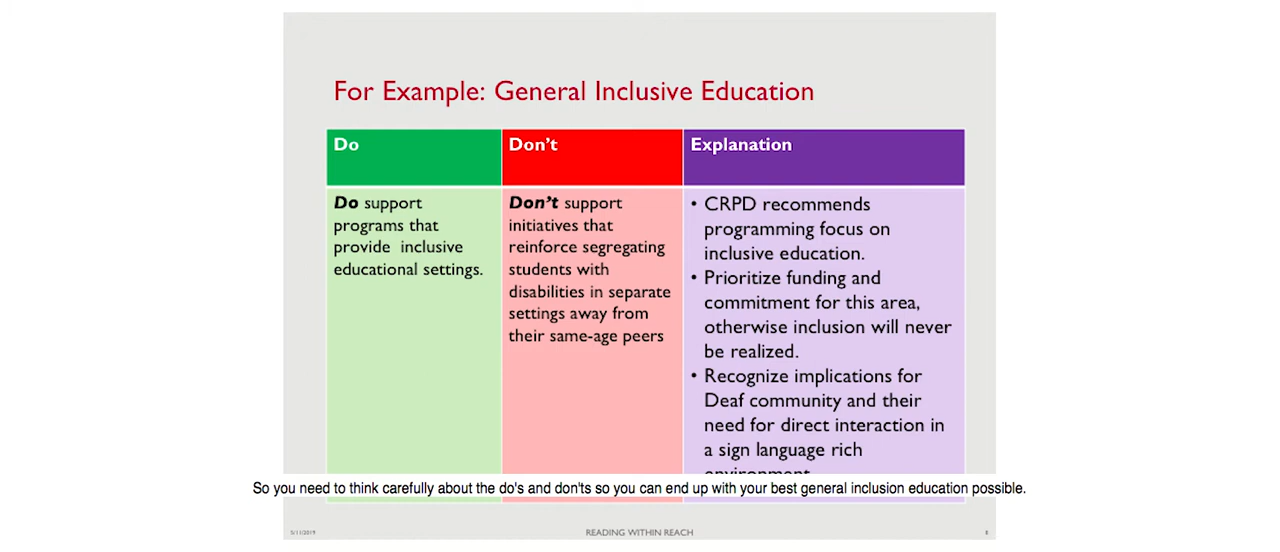 For Example: General Inclusive Education
Do
Don't
Explanation
Do support
programs that
provide inclusive
educational settings.
Don't support
initiatives that
reinforce segregating
students with
disabilities in separate
settings away from
their same-age peers
• CRPD recommends
programming focus on
inclusive education.
• Prioritize funding and
commitment for this area,
otherwise inclusion will never
be realized.
• Recognize implications for
Deaf community and their
need for direct interaction in
a sign language rich
environment
So you need to think carefully about the do's and don'ts so you can end up with your best general inclusion education possible.
5/11/2019
READING WITHIN REACH
8